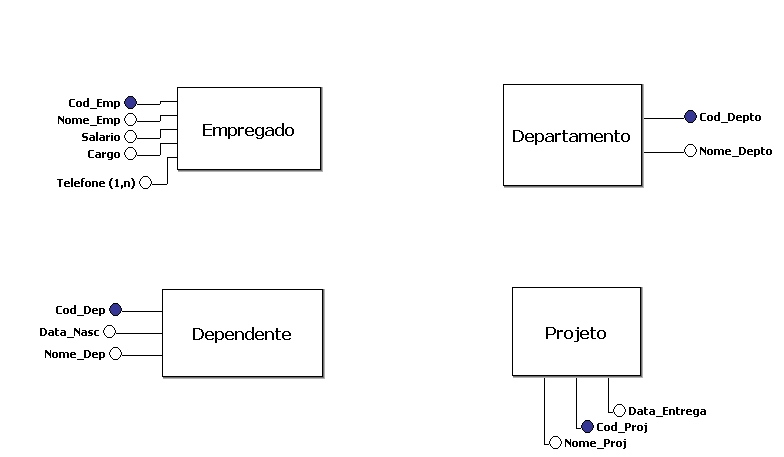 Cod_Emp
Nome_Emp
Salario
Cargo
Telefone (1,n)
Empregado
Departamento
Cod_Depto
Nome_Depto
Cod_Dep
Data_Nasc
Nome_Dep
Dependente
Projeto
Data_Entrega
Cod_Proj
Nome_Proj